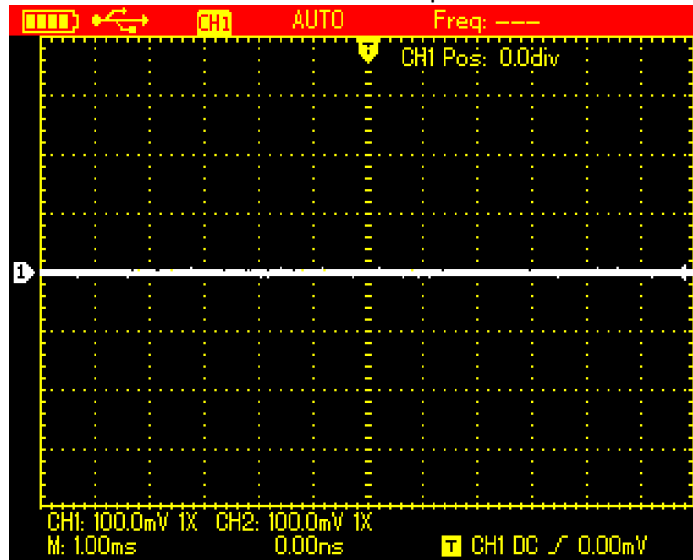 CH1 AUTO Freq: ---
T CH1 Pos: 0.0div
1
CH1: 100.0mV 1X CH2: 100.0mV 1X
M: 1.00ms 0.00ns T CH1 DC 0.00mV